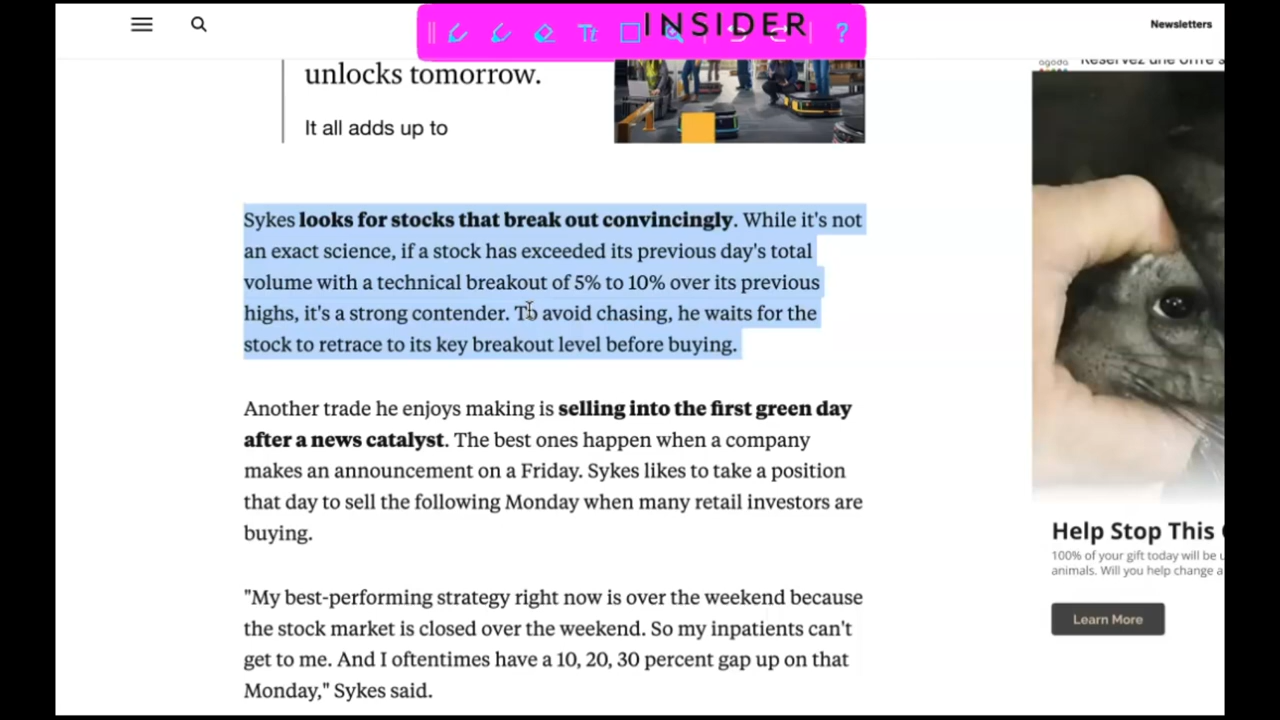 INSIDER
Newsletters
Tt
?
unlocks tomorrow.
It all adds up to
agoda
Sykes looks for stocks that break out convincingly. While it's not
an exact science, if a stock has exceeded its previous day's total
volume with a technical breakout of 5% to 10% over its previous
highs, it's a strong contender. To avoid chasing, he waits for the
stock to retrace to its key breakout level before buying.
Another trade he enjoys making is selling into the first green day
after a news catalyst. The best ones happen when a company
makes an announcement on a Friday. Sykes likes to take a position
that day to sell the following Monday when many retail investors are
buying.
"My best-performing strategy right now is over the weekend because
the stock market is closed over the weekend. So my inpatients can't
get to me. And I oftentimes have a 10, 20, 30 percent gap up on that
Monday," Sykes said.
Help Stop This
100% of your gift today will be
animals. Will you help change a
Learn More